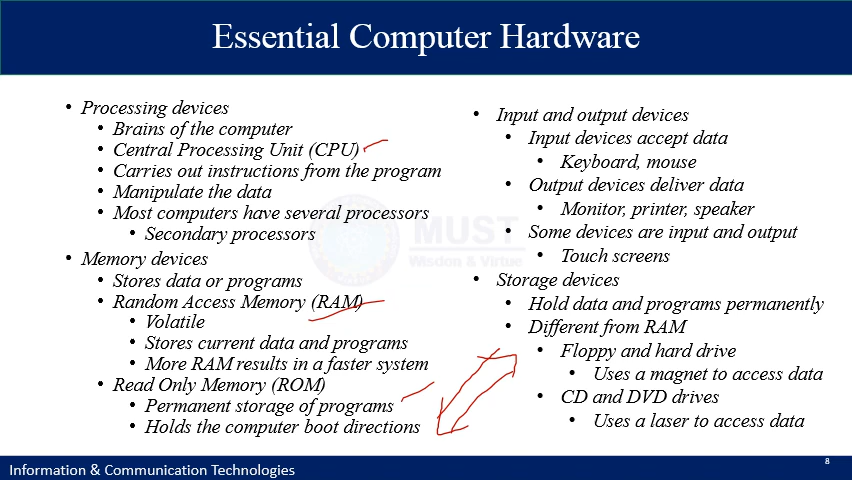 Essential Computer Hardware
• Processing devices
• Brains of the computer
• Central Processing Unit (CPU)
• Carries out instructions from the program
• Manipulate the data
• Most computers have several processors
• Secondary processors
• Memory devices
• Stores data or programs
• Random Access Memory (RAM)
• Volatile
• Stores current data and programs
• More RAM results in a faster system
• Read Only Memory (ROM)
• Permanent storage of programs
• Holds the computer boot directions
• Input and output devices
• Input devices accept data
• Keyboard, mouse
• Output devices deliver data
• Monitor, printer, speaker
• Some devices are input and output
• Touch screens
• Storage devices
• Hold data and programs permanently
• Different from RAM
• Floppy and hard drive
• Uses a magnet to access data
• CD and DVD drives
• Uses a laser to access data
MUST
Wisdom & Virtue
Information & Communication Technologies
8